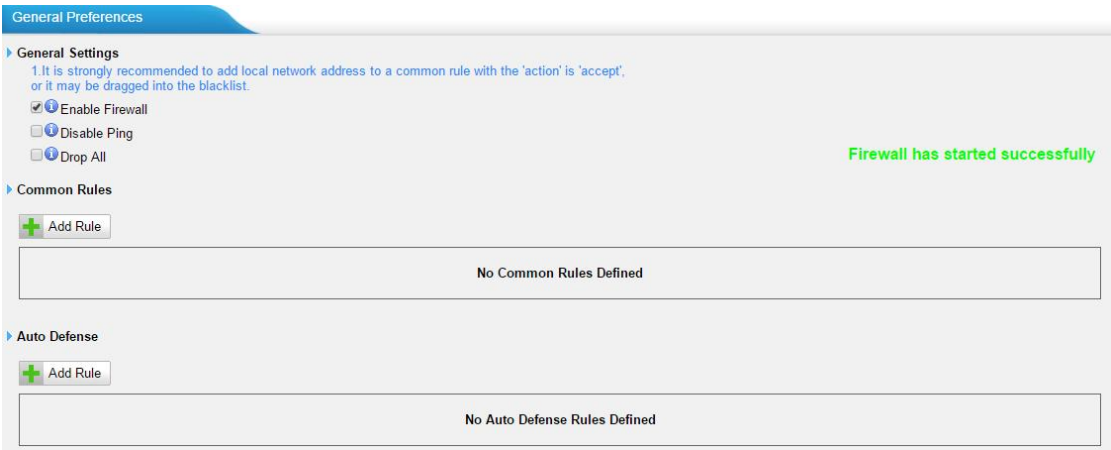 General Preferences
General Settings
1.It is strongly recommended to add local network address to a common rule with the 'action' is 'accept',
or it may be dragged into the blacklist.
Enable Firewall
Disable Ping
Drop All
Firewall has started successfully
Common Rules
Add Rule
No Common Rules Defined
Auto Defense
Add Rule
No Auto Defense Rules Defined